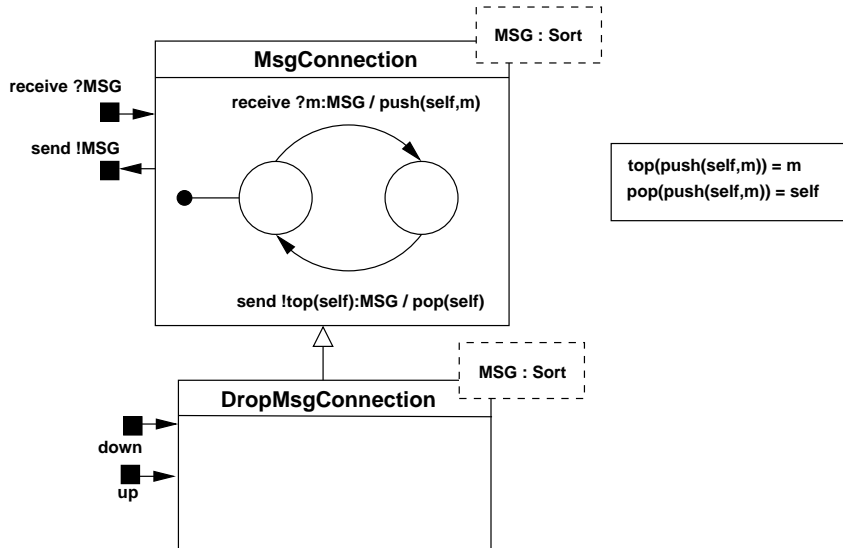 MSG : Sort
MsgConnection
receive ?MSG
receive ?m:MSG / push(self,m)
send !MSG
top(push(self,m)) = m
pop(push(self,m)) = self
send !top(self):MSG / pop(self)
MSG : Sort
DropMsgConnection
down
up